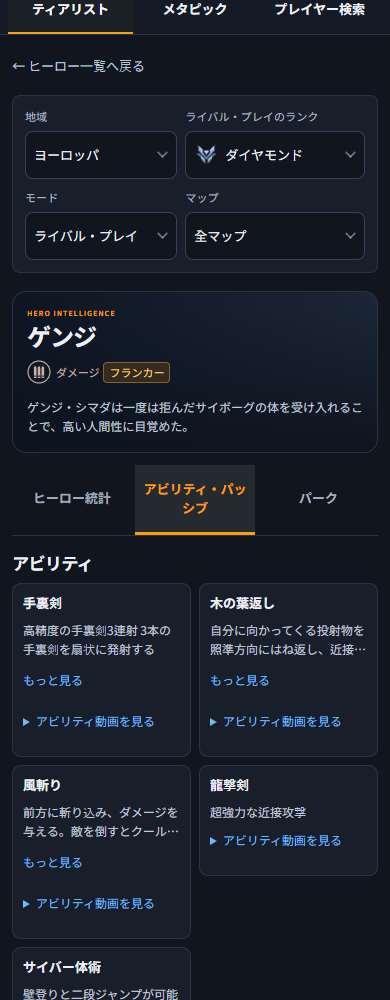 ティアリスト
メタピック
プレイヤー検索
← ヒーロー一覧へ戻る
地域
ライバル・プレイのランク
ヨーロッパ
ダイヤモンド
モード
マップ
ライバル・プレイ
全マップ
HERO INTELLIGENCE
ゲンジ
ダメージ
フランカー
ゲンジ・シマダは一度は拒んだサイボーグの体を受け入れるこ
とで、高い人間性に目覚めた。
ヒーロー統計
アビリティ・パッ
シブ
パーク
アビリティ
手裏剣
高精度の手裏剣3連射 3本の
手裏剣を扇状に発射する
もっと見る
▶ アビリティ動画を見る
木の葉返し
自分に向かってくる投射物を
照準方向にはね返し、近接…
もっと見る
▶ アビリティ動画を見る
風斬り
前方に斬り込み、ダメージを
与える。敵を倒すとクール…
もっと見る
▶ アビリティ動画を見る
龍撃剣
超強力な近接攻撃
▶ アビリティ動画を見る
サイバー体術
壁登りと二段ジャンプが可能